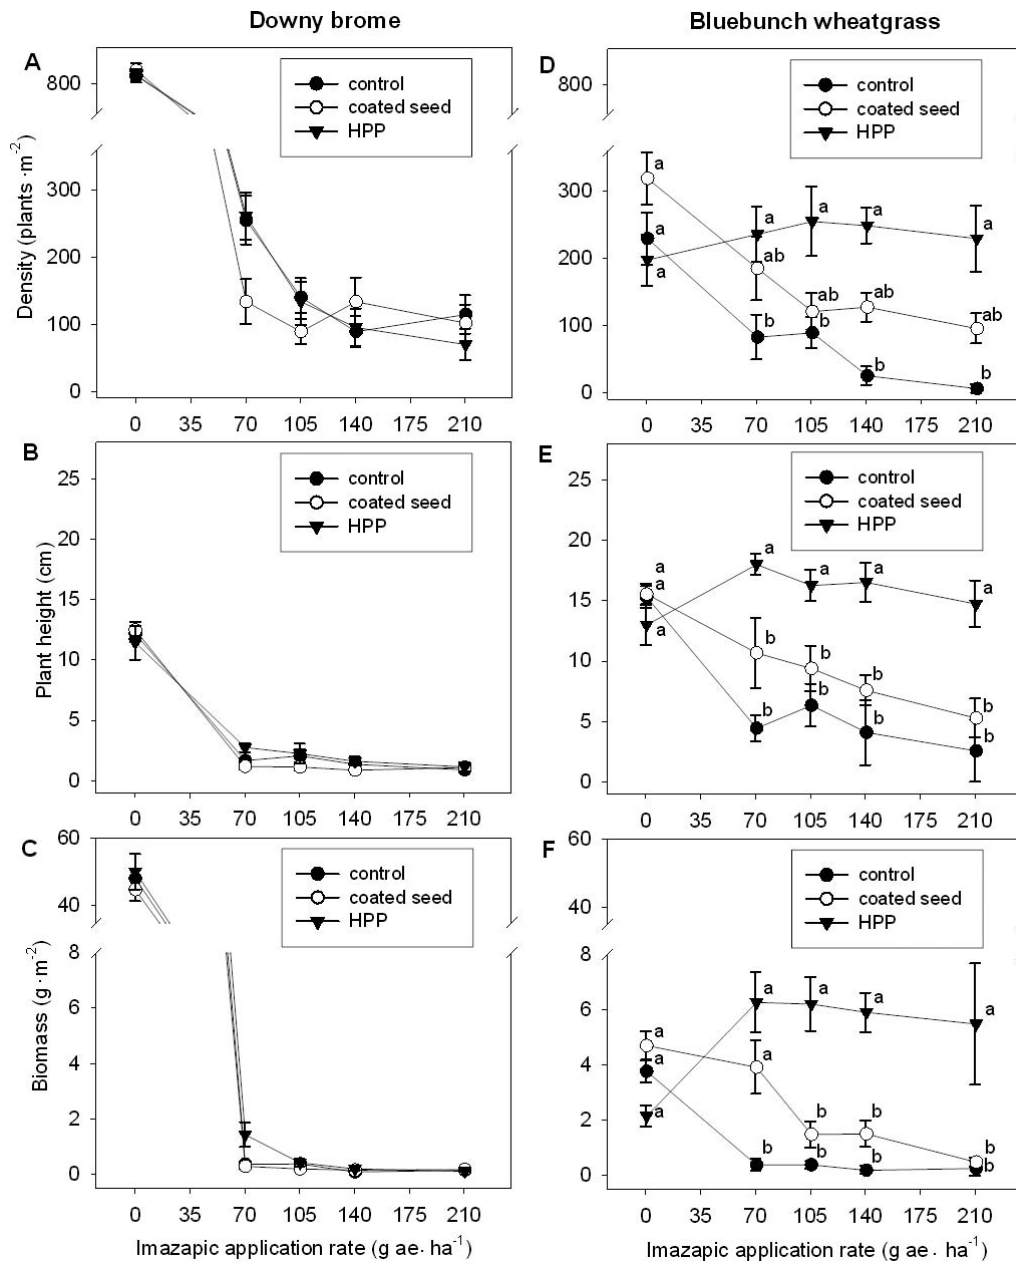 Downy brome
Bluebunch wheatgrass
A
800
300
200
100
0
Density (plants ·m-2)
control
coated seed
HPP
0 35 70 105 140 175 210
D
800
300
200
100
0
control
coated seed
HPP
a
a
a
a
ab
b
a
ab
b
a
ab
b
a
ab
b
0 35 70 105 140 175 210
B
25
20
15
10
5
0
Plant height (cm)
control
coated seed
HPP
0 35 70 105 140 175 210
E
25
20
15
10
5
0
control
coated seed
HPP
a
a
a
a
b
b
a
b
b
a
b
b
a
b
b
0 35 70 105 140 175 210
C
60
40
8
6
4
2
0
Biomass (g ·m-2)
control
coated seed
HPP
0 35 70 105 140 175 210
Imazapic application rate (g ae· ha-1)
F
60
40
8
6
4
2
0
control
coated seed
HPP
a
a
a
a
a
b
a
b
b
a
b
b
a
b
b
0 35 70 105 140 175 210
Imazapic application rate (g ae· ha-1)